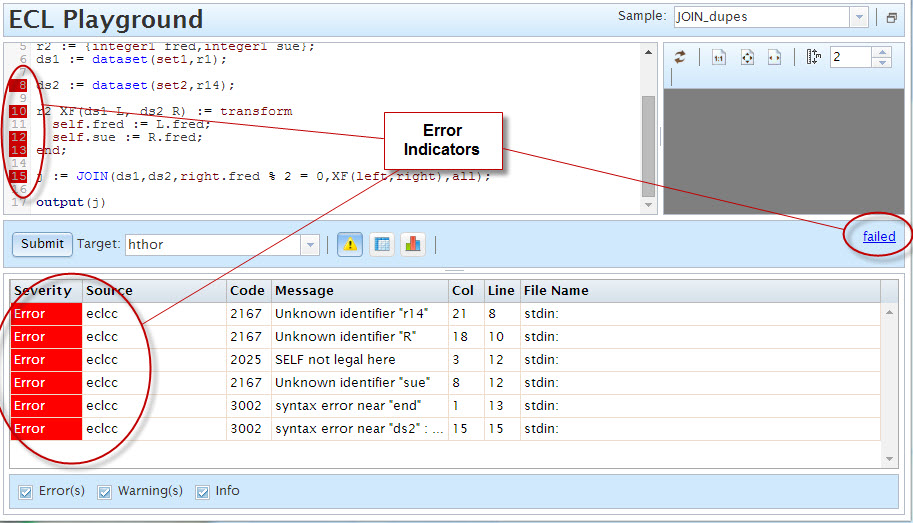 ECL Playground
Sample: JOIN_dupes
5 r2 := {integer1 fred,integer1 sue};
6 ds1 := dataset(set1,r1);
7
8 ds2 := dataset(set2,r14);
9
10 r2 XF(ds1 L, ds2 R) := transform
11 self.fred := L.fred;
12 self.sue := R.fred;
13 end;
14
15 j := JOIN(ds1,ds2,right.fred % 2 = 0,XF(left,right),all);
17 output(j)
1:1
2
Error
Indicators
Submit Target: hthor
failed
Severity Source Code Message Col Line File Name
Error eclcc 2167 Unknown identifier "r14" 21 8 stdin:
Error eclcc 2167 Unknown identifier "R" 18 10 stdin:
Error eclcc 2025 SELF not legal here 3 12 stdin:
Error eclcc 2167 Unknown identifier "sue" 8 12 stdin:
Error eclcc 3002 syntax error near "end" 1 13 stdin:
Error eclcc 3002 syntax error near "ds2" : ... 15 15 stdin:
Error(s) Warning(s) Info